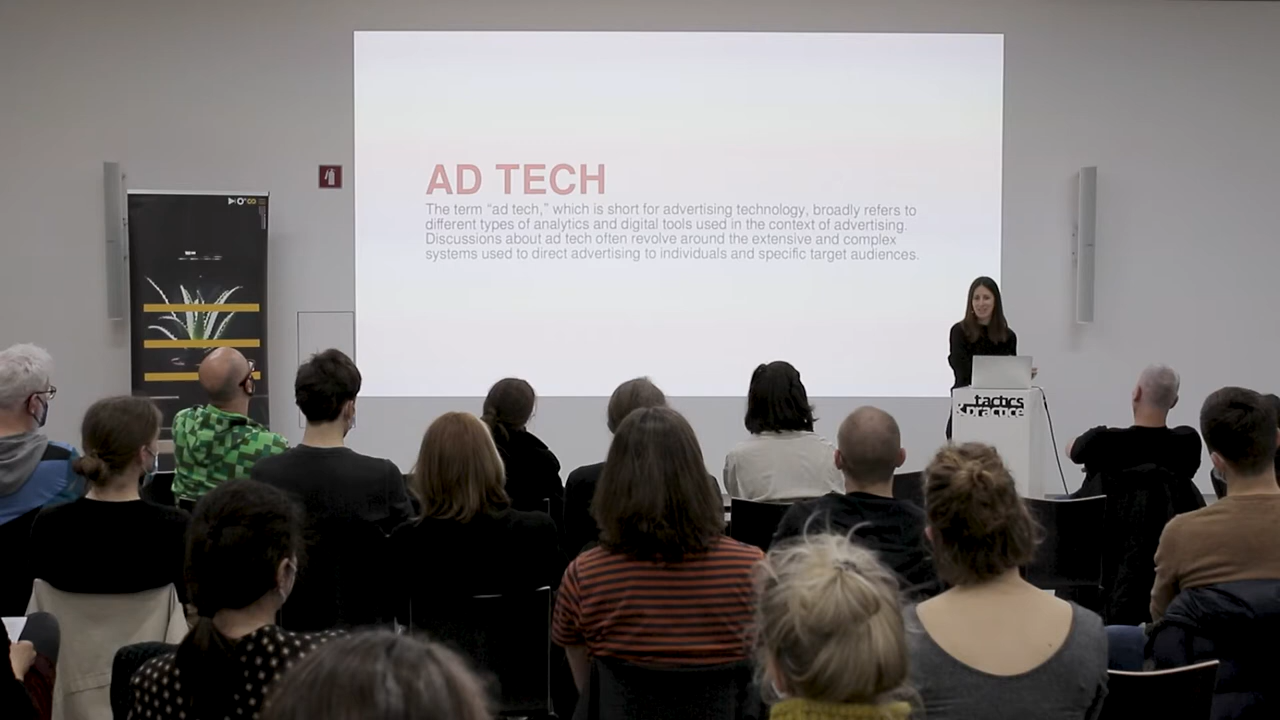 AD TECH
The term “ad tech,” which is short for advertising technology, broadly refers to
different types of analytics and digital tools used in the context of advertising.
Discussions about ad tech often revolve around the extensive and complex
systems used to direct advertising to individuals and specific target audiences.
tactics
& practice